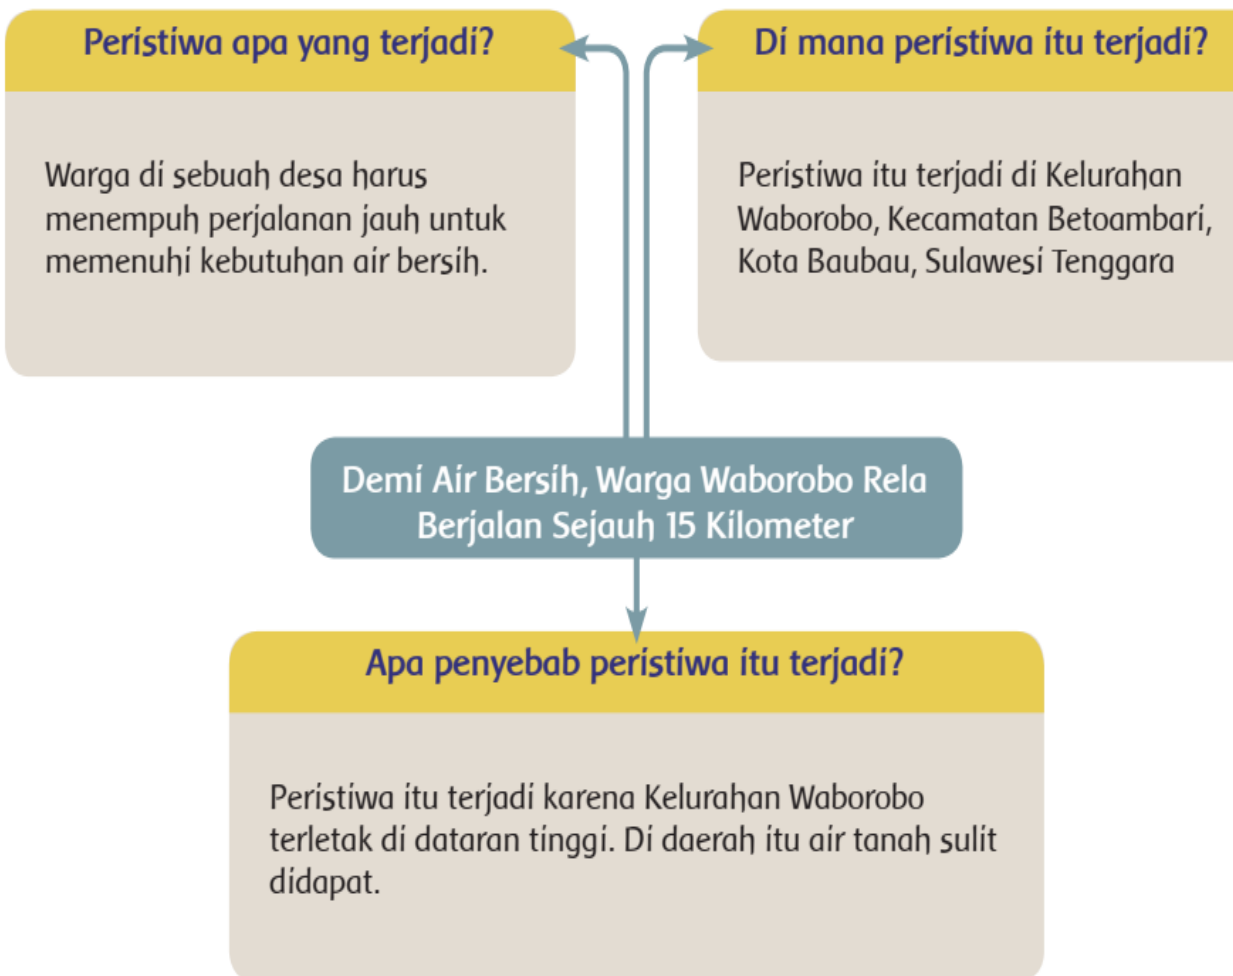 Peristiwa apa yang terjadi?
Warga di sebuah desa harus
menempuh perjalanan jauh untuk
memenuhi kebutuhan air bersih.
Di mana peristiwa itu terjadi?
Peristiwa itu terjadi di Kelurahan
Waborobo, Kecamatan Betoambari,
Kota Baubau, Sulawesi Tenggara
Demi Air Bersih, Warga Waborobo Rela
Berjalan Sejauh 15 Kilometer
Apa penyebab peristiwa itu terjadi?
Peristiwa itu terjadi karena Kelurahan Waborobo
terletak di dataran tinggi. Di daerah itu air tanah sulit
didapat.